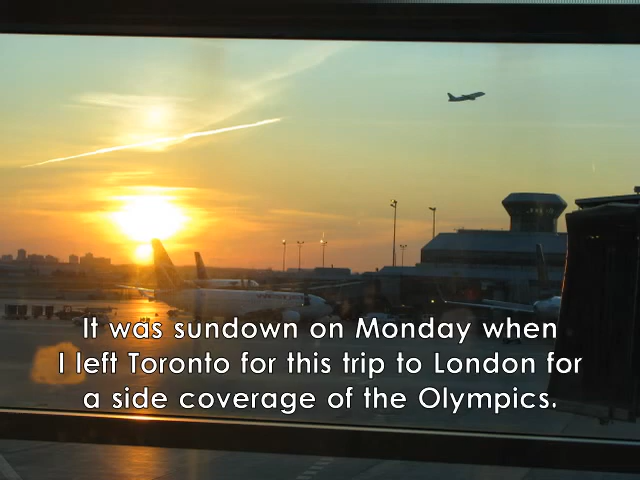 It was sundown on Monday when
I left Toronto for this trip to London for
a side coverage of the Olympics.